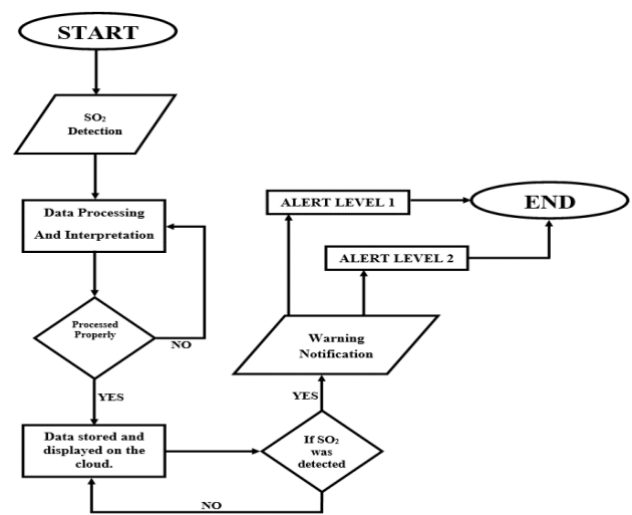 START
SO₂
Detection
Data Processing
And Interpretation
Processed
Properly
NO
YES
Data stored and
displayed on the
cloud.
If SO₂
was
detected
NO
YES
Warning
Notification
ALERT LEVEL 1
ALERT LEVEL 2
END